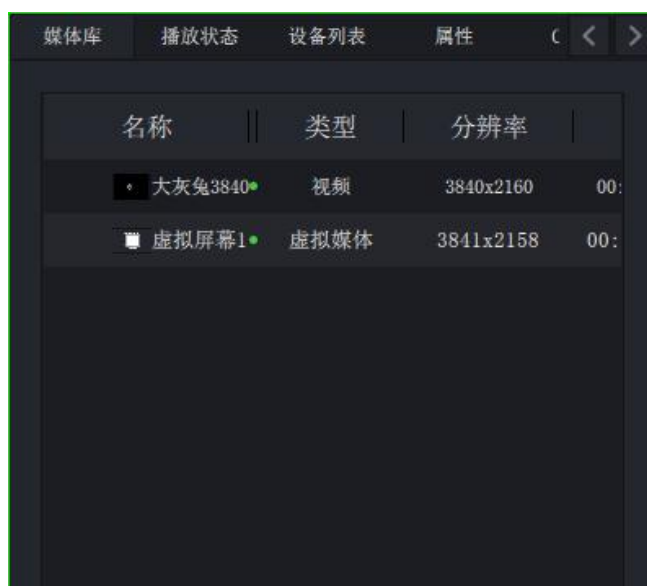 媒体库 播放状态 设备列表 属性
名称 类型 分辨率
大灰兔3840 视频 3840x2160 00:
虚拟屏幕1 虚拟媒体 3841x2158 00: